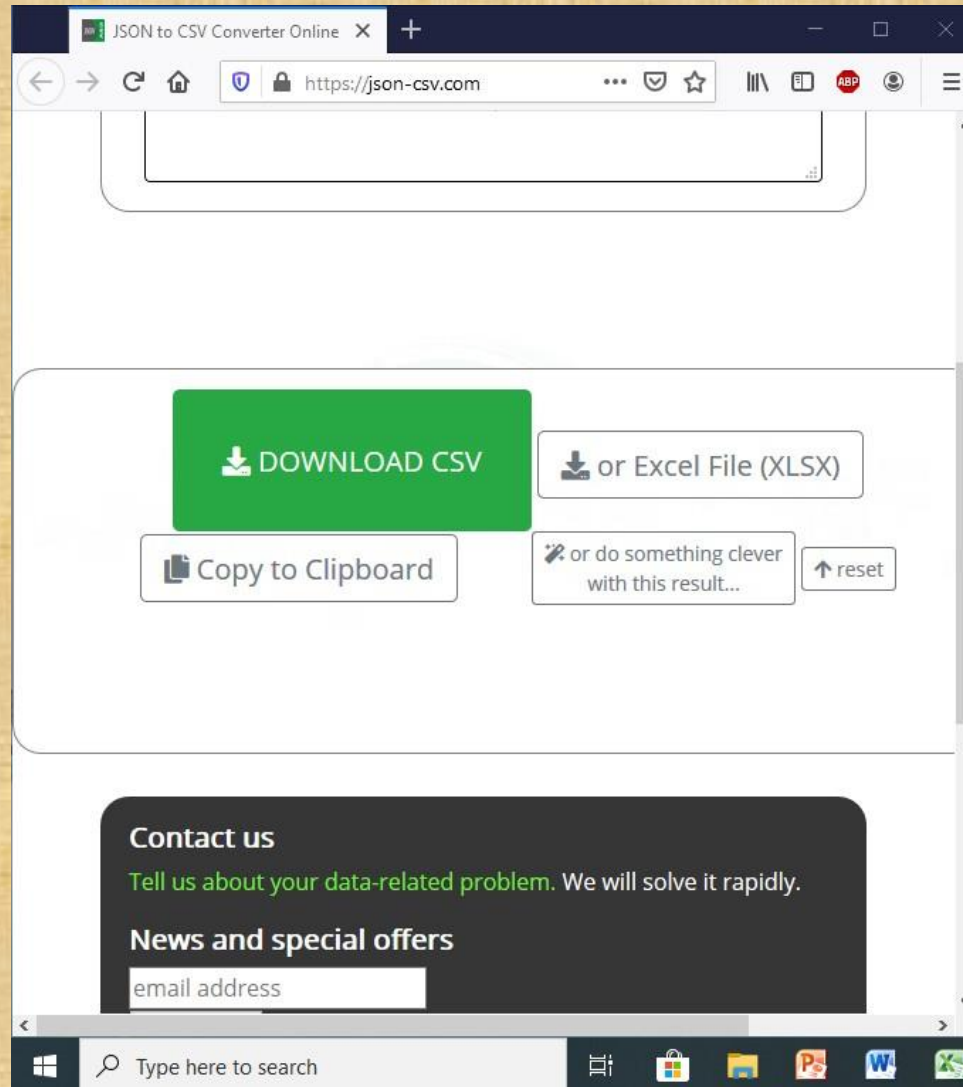 JSON to CSV Converter Online
https://json-csv.com
ABP
DOWNLOAD CSV
or Excel File (XLSX)
Copy to Clipboard
or do something clever
with this result...
reset
Contact us
Tell us about your data-related problem. We will solve it rapidly.
News and special offers
email address
Type here to search